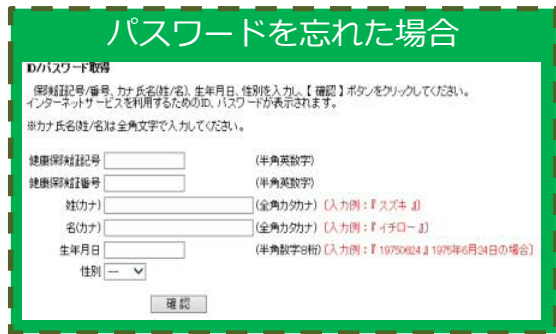 パスワードを忘れた場合
ID/パスワード取得
保険証記号/番号、カナ氏名(姓/名)、生年月日、性別を入力し、【 確認 】ボタンをクリックしてください。
インターネットサービスを利用するためのID、パスワードが表示されます。
※カナ氏名(姓/名)は全角文字で入力してください。
健康保険証記号 (半角英数字)
健康保険証番号 (半角英数字)
姓(カナ) (全角カタカナ) [入力例:『 スズキ 』]
名(カナ) (全角カタカナ) [入力例:『 イチロー 』]
生年月日 (半角数字8桁) [入力例:『 19750624 』 1975年6月24日の場合]
性別 --
確認